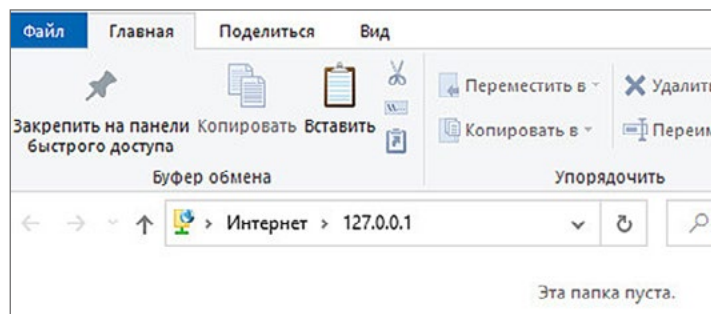 Файл Главная Поделиться Вид
Закрепить на панели быстрого доступа
Копировать
Вставить
Переместить в
Копировать в
Удалить
Буфер обмена
Упорядочить
Интернет > 127.0.0.1
Эта папка пуста.